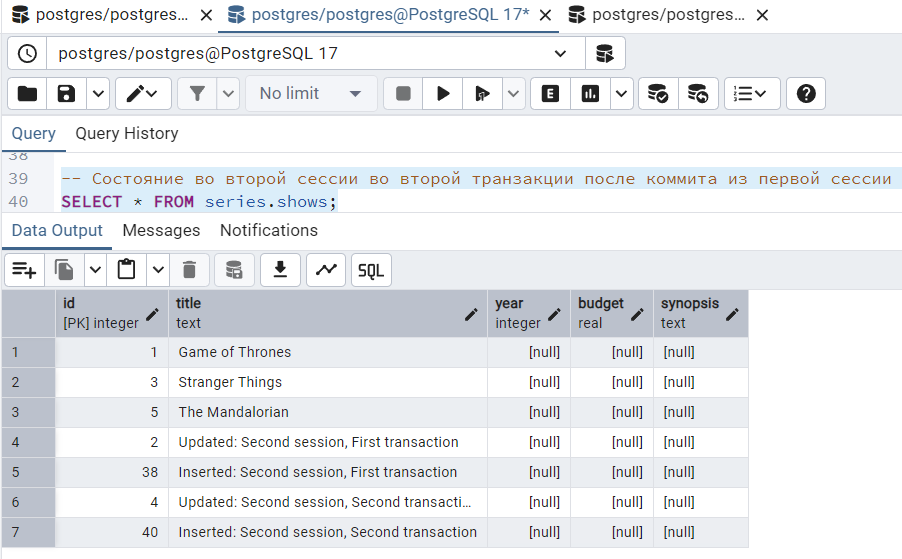 postgres/postgres...
postgres/postgres@PostgreSQL 17*
postgres/postgres...
postgres/postgres@PostgreSQL 17
No limit
E
SQL
Query Query History
38
39 -- Состояние во второй сессии во второй транзакции после коммита из первой сессии
40 SELECT * FROM series.shows;
Data Output Messages Notifications
SQL
id title year budget synopsis
[PK] integer text integer real text
1 1 Game of Thrones [null] [null] [null]
2 3 Stranger Things [null] [null] [null]
3 5 The Mandalorian [null] [null] [null]
4 2 Updated: Second session, First transaction [null] [null] [null]
5 38 Inserted: Second session, First transaction [null] [null] [null]
6 4 Updated: Second session, Second transacti... [null] [null] [null]
7 40 Inserted: Second session, Second transaction [null] [null] [null]